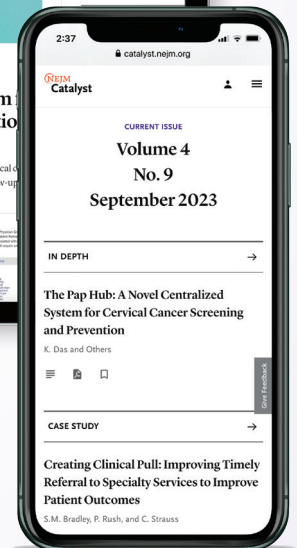 2:37
catalyst.nejm.org
NEJM
Catalyst
CURRENT ISSUE
Volume 4
No. 9
September 2023
IN DEPTH
The Pap Hub: A Novel Centralized
System for Cervical Cancer Screening
and Prevention
K. Das and Others
Give Feedback
CASE STUDY
Creating Clinical Pull: Improving Timely
Referral to Specialty Services to Improve
Patient Outcomes
S.M. Bradley, P. Rush, and C. Strauss